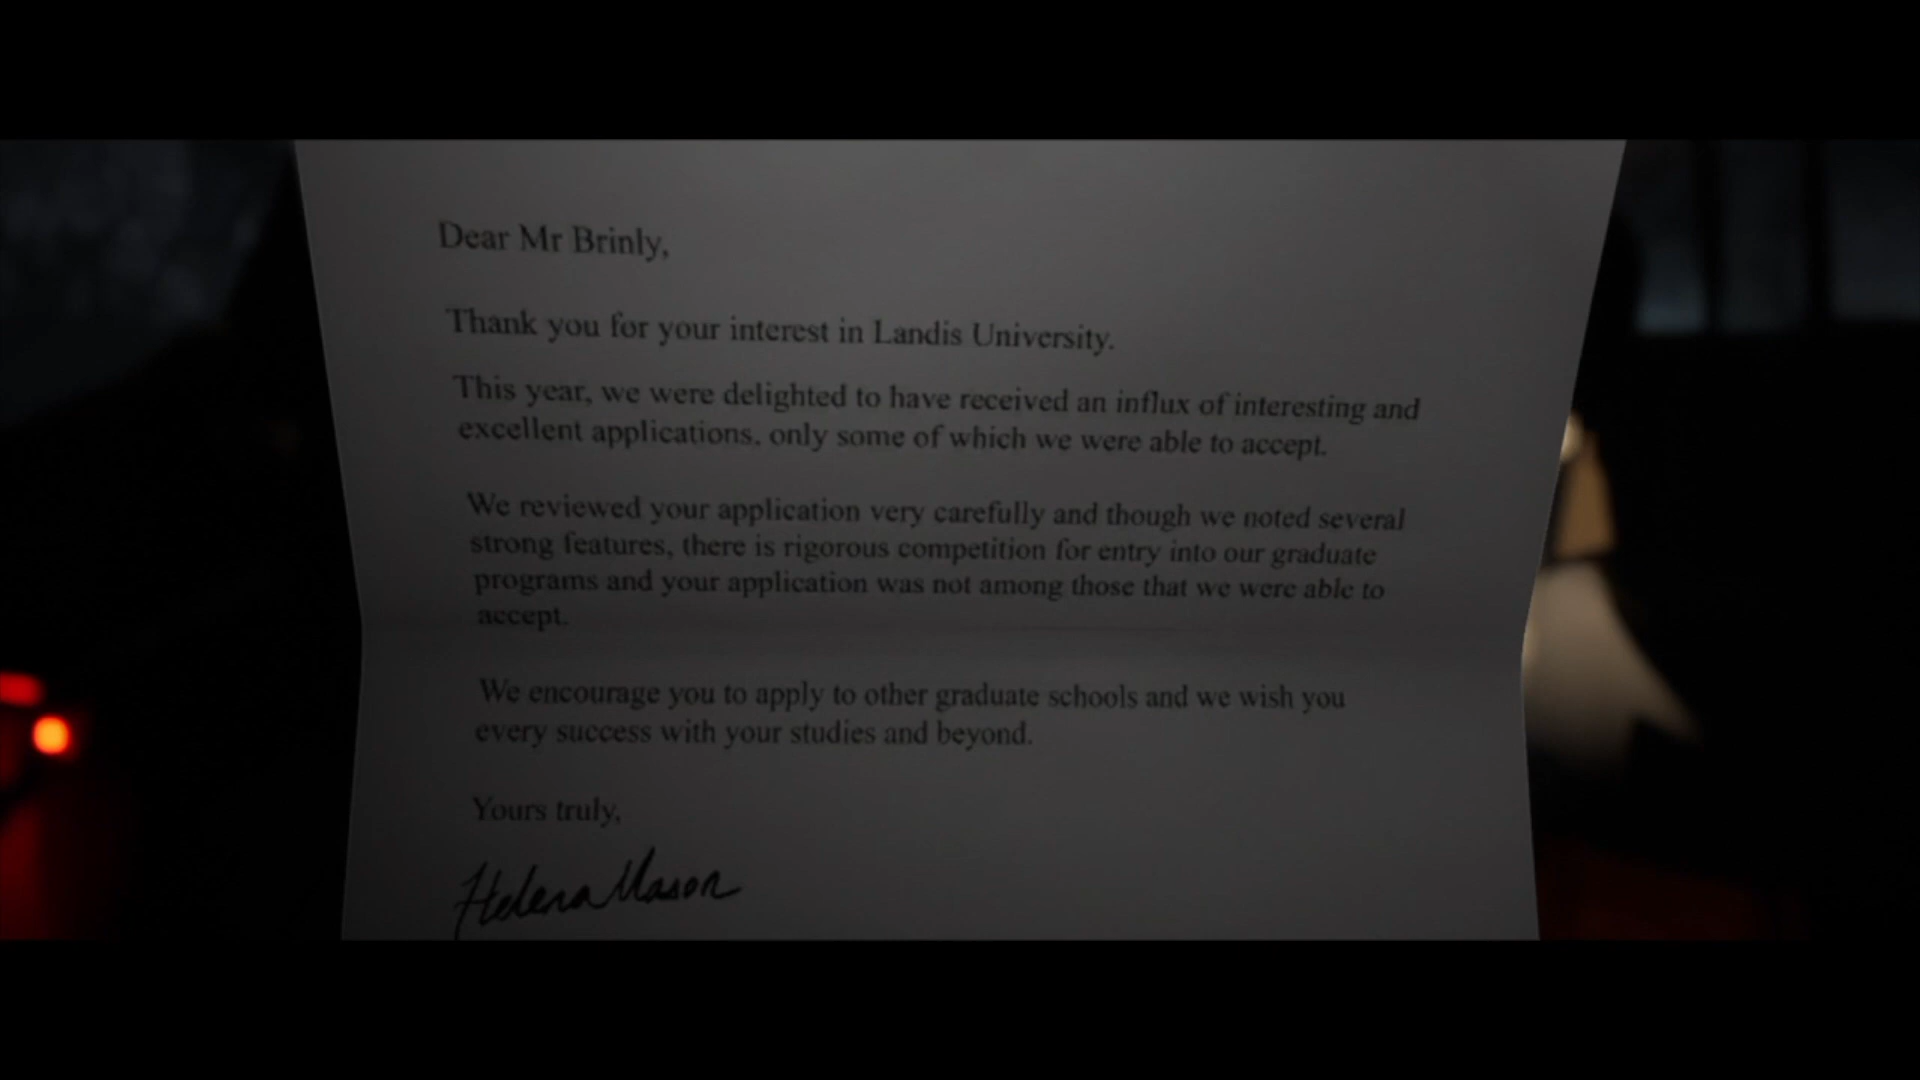 Dear Mr Brinly,
Thank you for your interest in Landis University.
This year, we were delighted to have received an influx of interesting and
excellent applications, only some of which we were able to accept.
We reviewed your application very carefully and though we noted several
strong features, there is rigorous competition for entry into our graduate
programs and your application was not among those that we were able to
accept.
We encourage you to apply to other graduate schools and we wish you
every success with your studies and beyond.
Yours truly,
Helena Mason